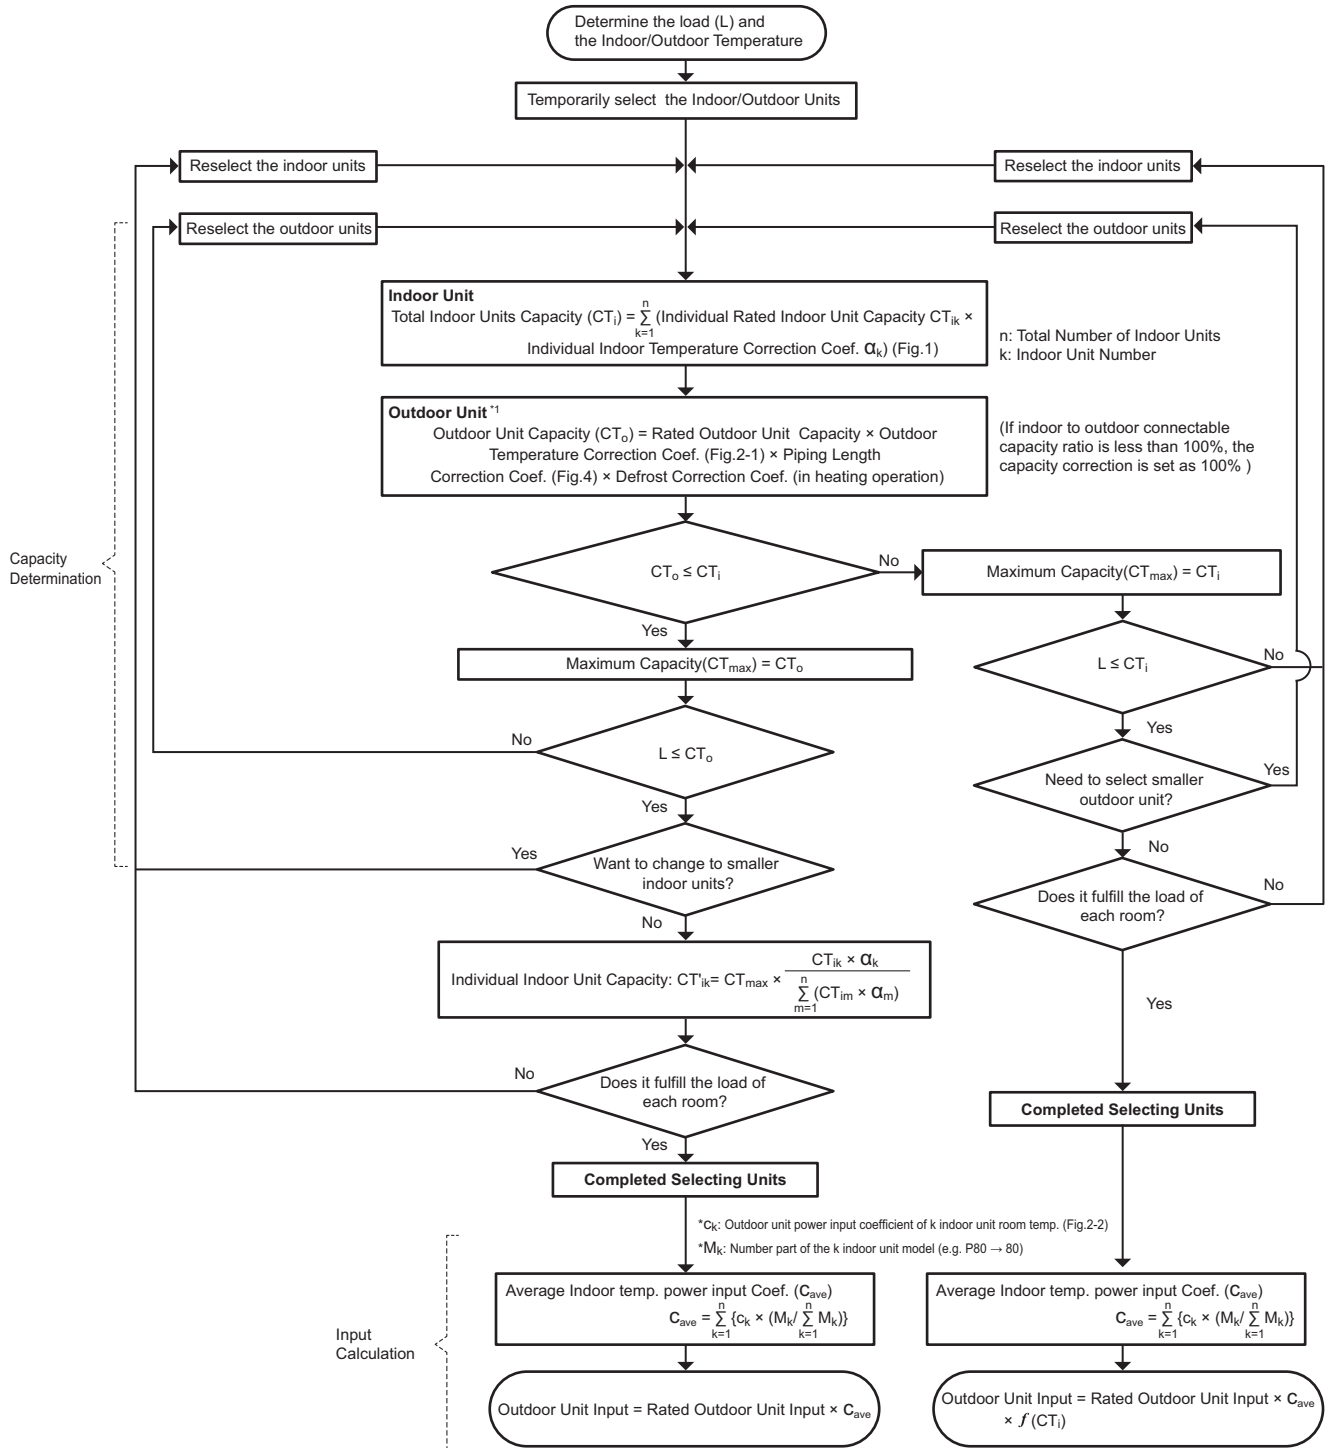 Determine the load (L) and
the Indoor/Outdoor Temperature
Temporarily select the Indoor/Outdoor Units
Reselect the indoor units
Reselect the indoor units
Reselect the outdoor units
Reselect the outdoor units
Indoor Unit
Total Indoor Units Capacity (CTi) = n Σ k=1 (Individual Rated Indoor Unit Capacity CTik ×
Individual Indoor Temperature Correction Coef. αk) (Fig.1)
n: Total Number of Indoor Units
k: Indoor Unit Number
Outdoor Unit *1
Outdoor Unit Capacity (CTo) = Rated Outdoor Unit Capacity × Outdoor
Temperature Correction Coef. (Fig.2-1) × Piping Length
Correction Coef. (Fig.4) × Defrost Correction Coef. (in heating operation)
(If indoor to outdoor connectable
capacity ratio is less than 100%, the
capacity correction is set as 100% )
Capacity
Determination
CTo ≤ CTi
No
Maximum Capacity(CTmax) = CTi
Yes
Maximum Capacity(CTmax) = CTo
L ≤ CTi
No
Yes
L ≤ CTo
No
Yes
Need to select smaller
outdoor unit?
Yes
No
Want to change to smaller
indoor units?
Yes
No
Does it fulfill the load of
each room?
No
Yes
Individual Indoor Unit Capacity: CT'ik= CTmax × CTik × αk / n Σ m=1 (CTim × αm)
Does it fulfill the load of
each room?
No
Yes
Completed Selecting Units
Completed Selecting Units
*ck: Outdoor unit power input coefficient of k indoor unit room temp. (Fig.2-2)
*Mk: Number part of the k indoor unit model (e.g. P80 → 80)
Input
Calculation
Average Indoor temp. power input Coef. (Cave)
Cave = n Σ k=1 {ck × (Mk/ n Σ k=1 Mk)}
Average Indoor temp. power input Coef. (Cave)
Cave = n Σ k=1 {ck × (Mk/ n Σ k=1 Mk)}
Outdoor Unit Input = Rated Outdoor Unit Input × Cave
Outdoor Unit Input = Rated Outdoor Unit Input × Cave
× f (CTi)